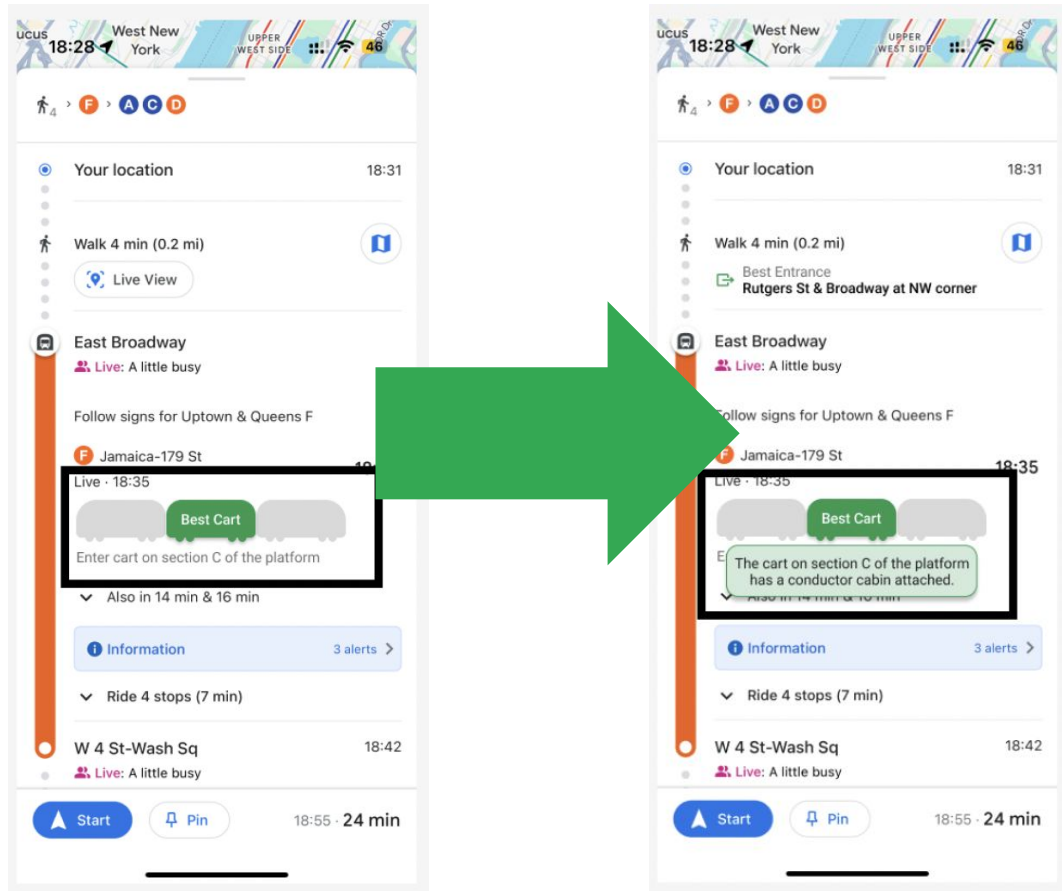 ucus
West New
York
UPPER
WEST SIDE
18:28
46
4 › F › A C D
Your location 18:31
Walk 4 min (0.2 mi)
Live View
East Broadway
Live: A little busy
Follow signs for Uptown & Queens F
F Jamaica-179 St
Live · 18:35
Best Cart
Enter cart on section C of the platform
Also in 14 min & 16 min
Information 3 alerts
Ride 4 stops (7 min)
W 4 St-Wash Sq 18:42
Live: A little busy
Start Pin 18:55 · 24 min
ucus
West New
York
UPPER
WEST SIDE
18:28
46
4 › F › A C D
Your location 18:31
Walk 4 min (0.2 mi)
Best Entrance
Rutgers St & Broadway at NW corner
East Broadway
Live: A little busy
Follow signs for Uptown & Queens F
F Jamaica-179 St
18:35
Live · 18:35
Best Cart
The cart on section C of the platform
has a conductor cabin attached.
Also in 14 min & 16 min
Information 3 alerts
Ride 4 stops (7 min)
W 4 St-Wash Sq 18:42
Live: A little busy
Start Pin 18:55 · 24 min